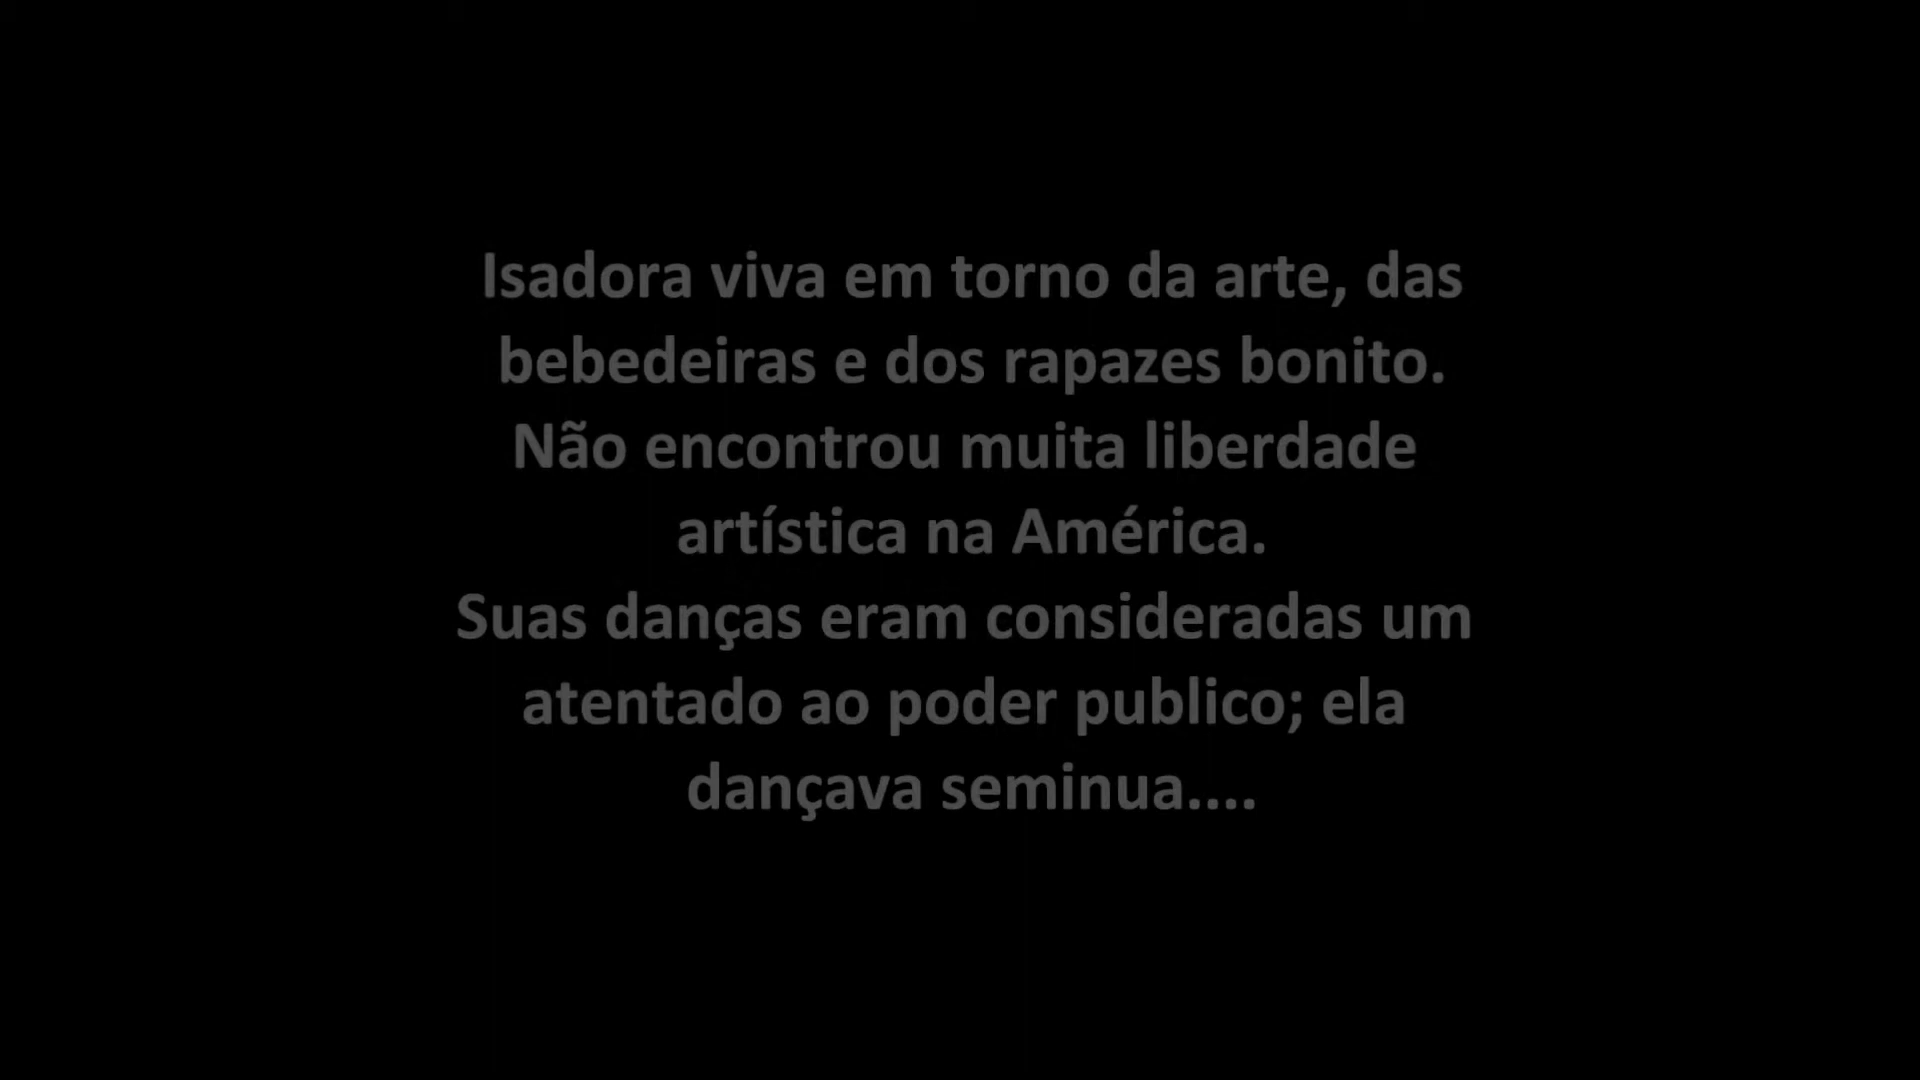 Isadora viva em torno da arte, das
bebedeiras e dos rapazes bonito.
Não encontrou muita liberdade
artística na América.
Suas danças eram consideradas um
atentado ao poder publico; ela
dançava seminua....